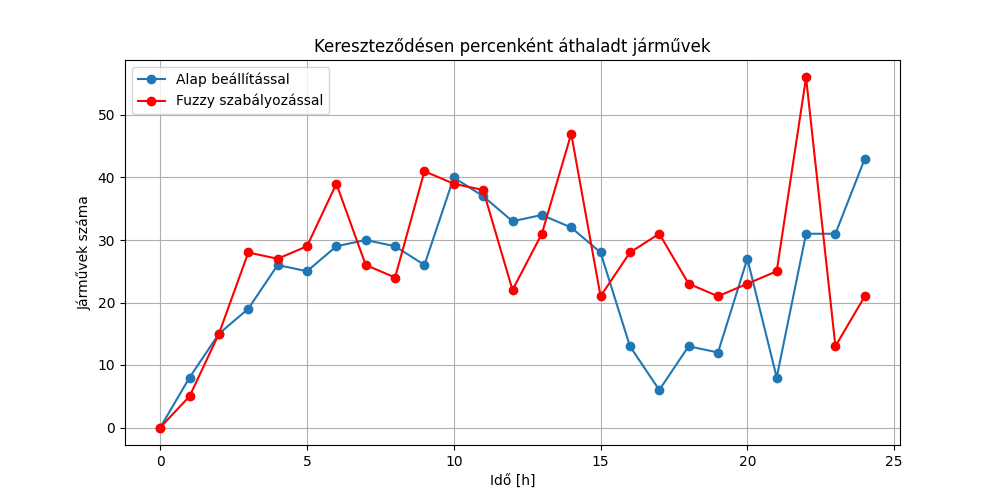 Kereszteződésen percenként áthaladt járművek
Alap beállítással
Fuzzy szabályozással
Járművek száma
50
40
30
20
10
0
0 5 10 15 20 25
Idő [h]